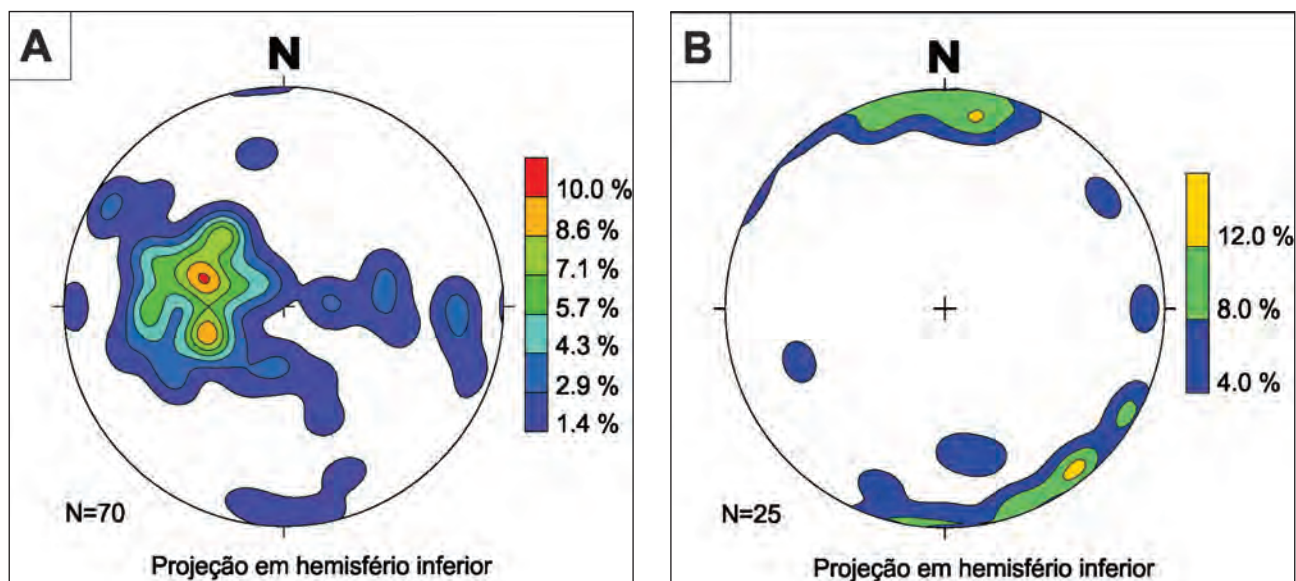 A
N
10.0 %
8.6 %
7.1 %
5.7 %
4.3 %
2.9 %
1.4 %
N=70
Projeção em hemisfério inferior
B
N
12.0 %
8.0 %
4.0 %
N=25
Projeção em hemisfério inferior